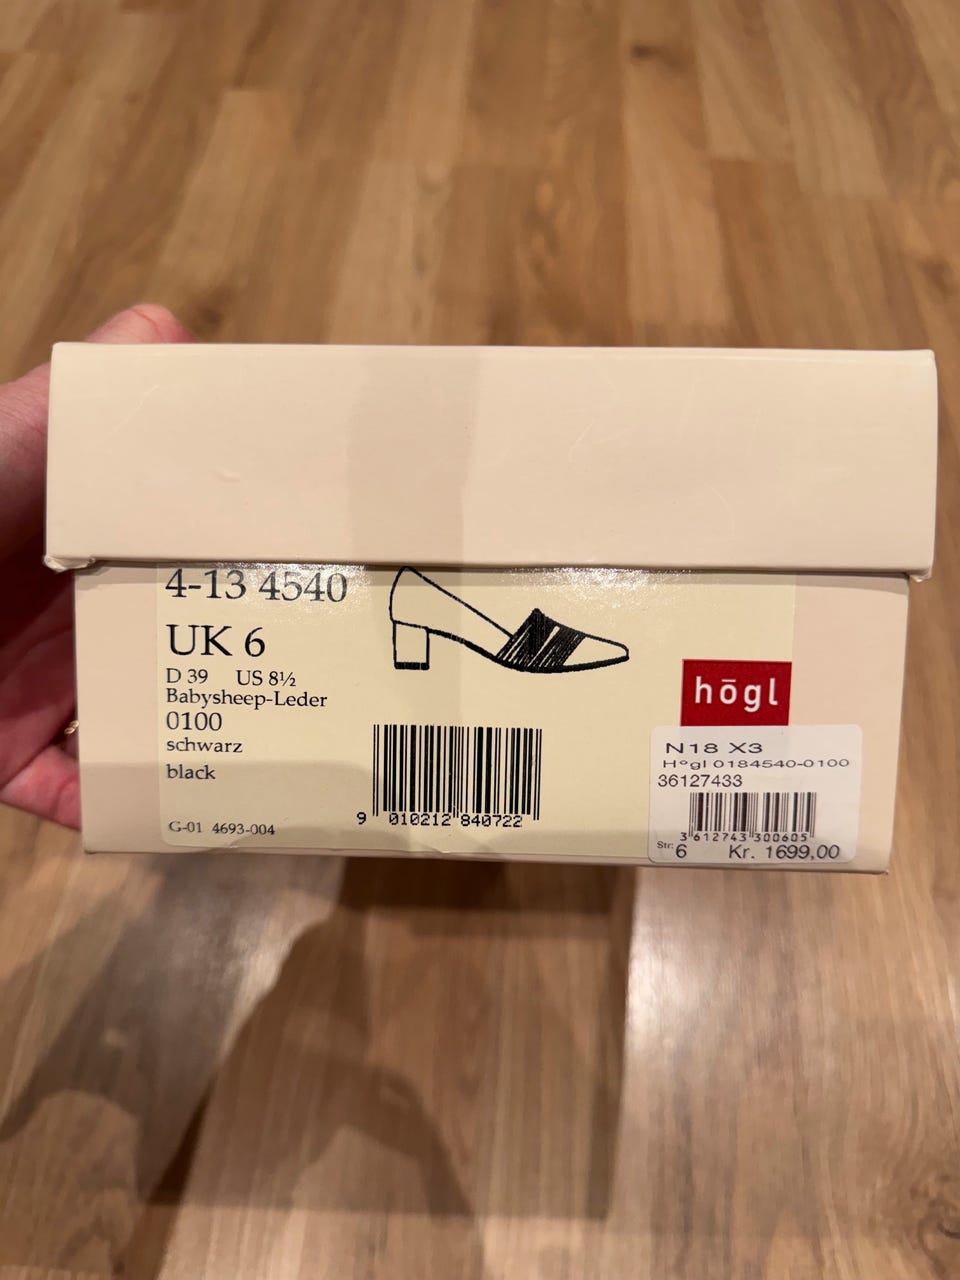 4-13 4540
UK 6
D 39 US 8½
Babysheep-Leder
0100
schwarz
black
G-01 4693-004
9 010212 840722
högl
N18 X3
H°gl 0184540-0100
36127433
3 612743 300605
Str: 6 Kr. 1699,00